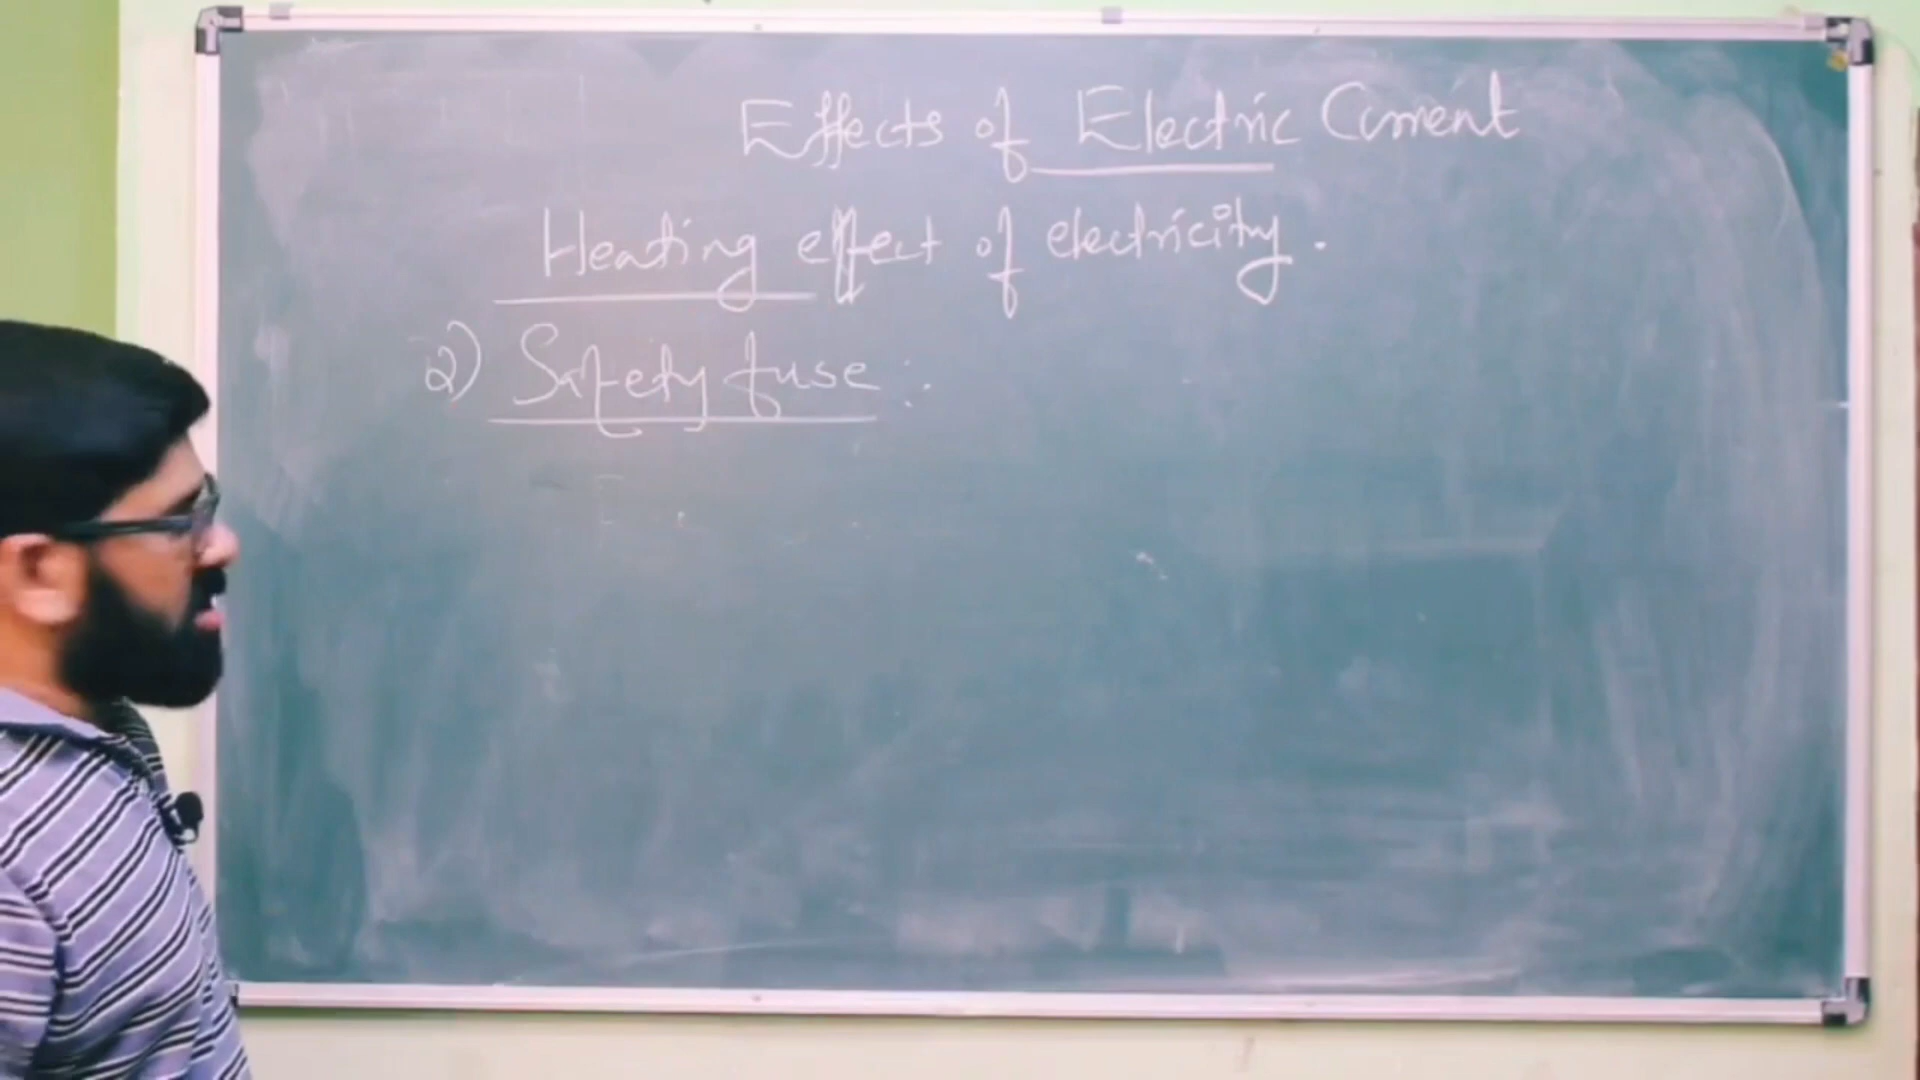 Effects of Electric Current
Heating effect of electricity.
2) Safety fuse :